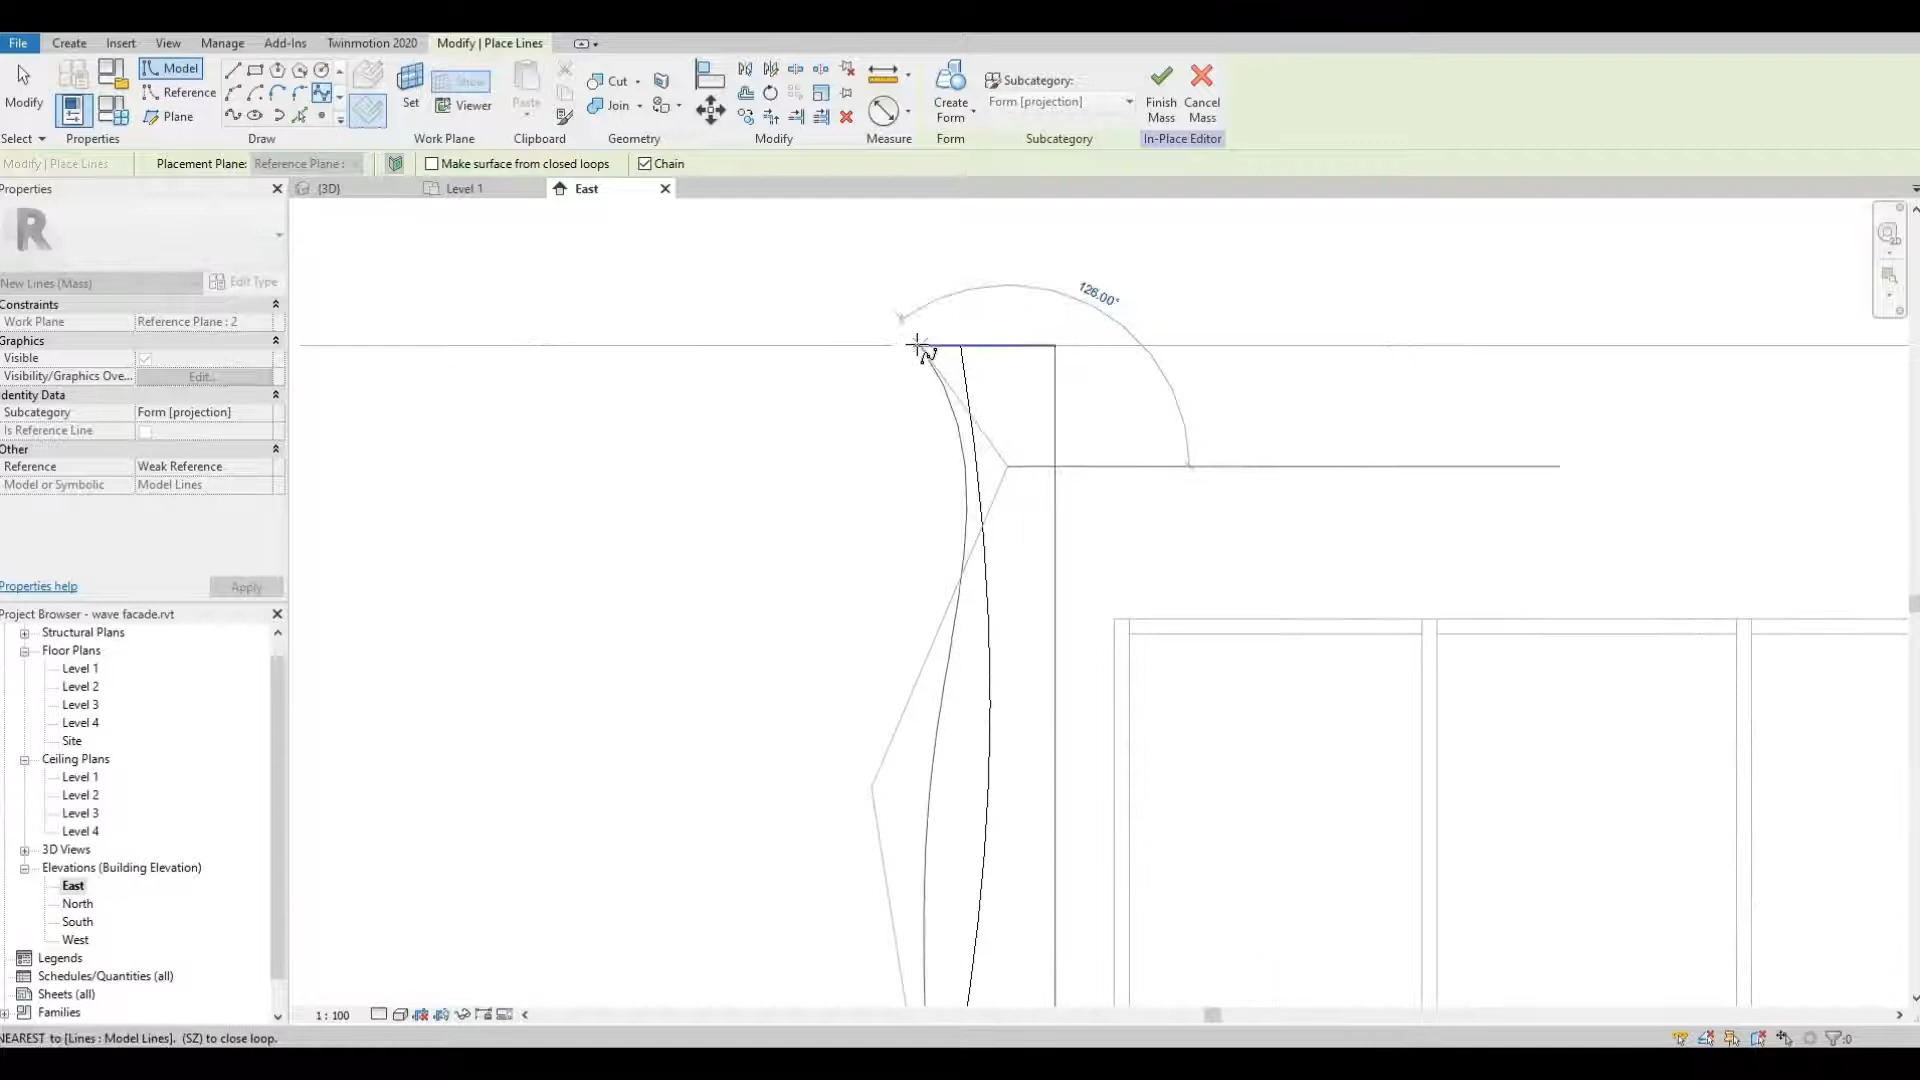 File Create Insert View Manage Add-Ins Twinmotion 2020 Modify | Place Lines
Modify
Model
Reference
Plane
Set
Show
Viewer
Paste
Cut
Join
Create
Form
Subcategory:
Form [projection]
Finish
Mass
Cancel
Mass
Select Properties Draw Work Plane Clipboard Geometry Modify Measure Form Subcategory In-Place Editor
Modify | Place Lines Placement Plane: Reference Plane : Make surface from closed loops Chain
Properties
{3D} Level 1 East
R
New Lines (Mass) Edit Type
Constraints
Work Plane Reference Plane : 2
Graphics
Visible
Visibility/Graphics Ove... Edit...
dentity Data
Subcategory Form [projection]
Is Reference Line
Other
Reference Weak Reference
Model or Symbolic Model Lines
Properties help Apply
Project Browser - wave facade.rvt
Structural Plans
Floor Plans
Level 1
Level 2
Level 3
Level 4
Site
Ceiling Plans
Level 1
Level 2
Level 3
Level 4
3D Views
Elevations (Building Elevation)
East
North
South
West
Legends
Schedules/Quantities (all)
Sheets (all)
Families
126.00°
2D
1 : 100
NEAREST to [Lines : Model Lines]. (SZ) to close loop.
:0